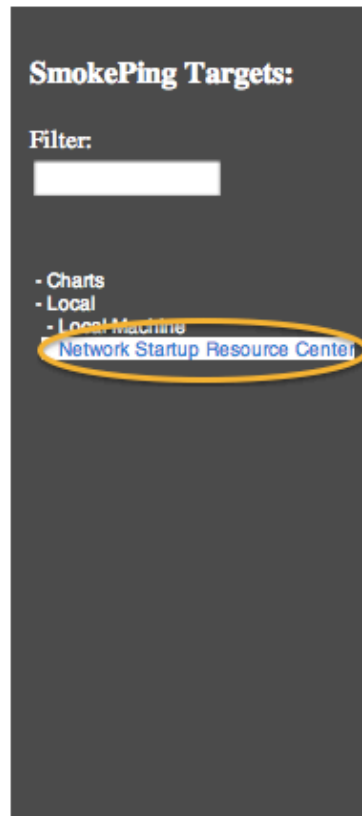 SmokePing Targets:
Filter:
- Charts
- Local
- Local Machine
Network Startup Resource Center